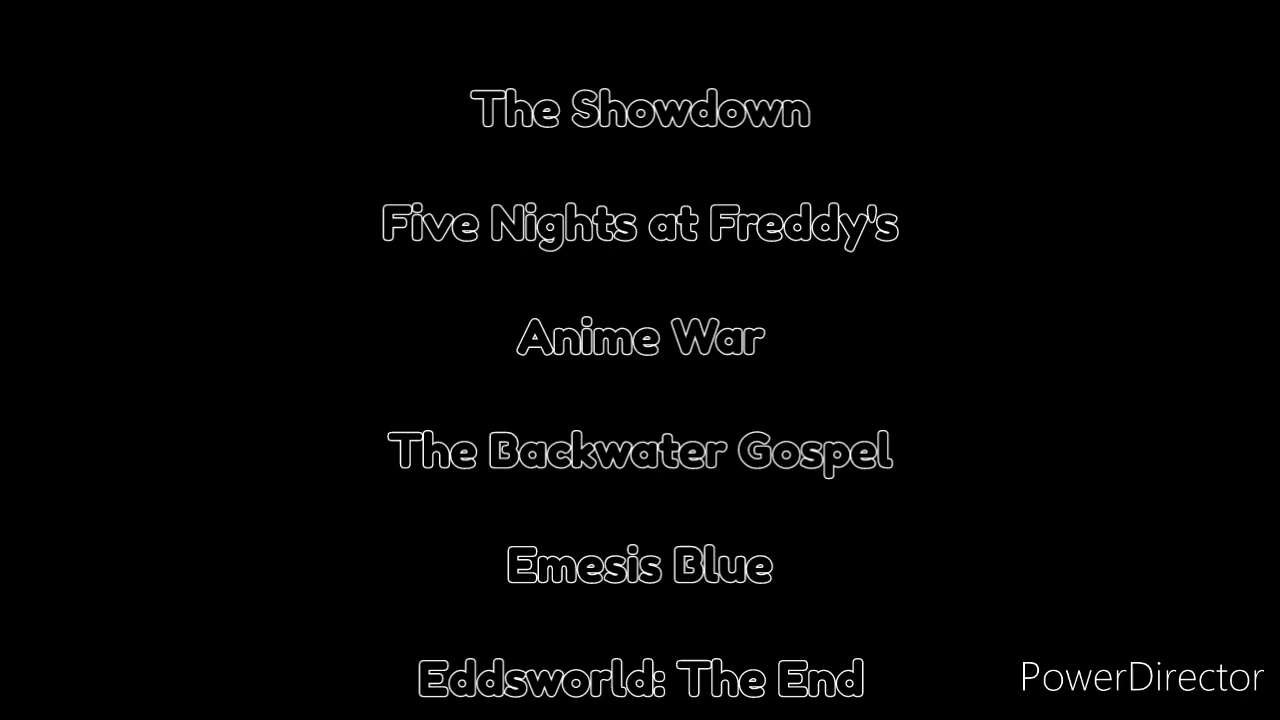 The Showdown
Five Nights at Freddy's
Anime War
The Backwater Gospel
Emesis Blue
Eddsworld: The End
PowerDirector